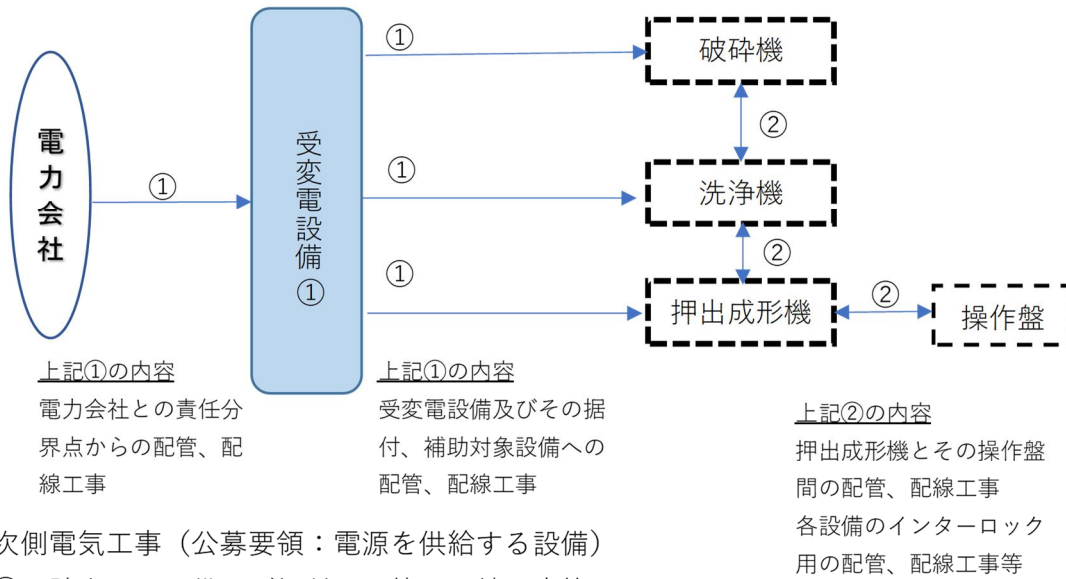 電力会社
①
受変電設備①
①
①
①
破砕機
②
洗浄機
②
押出成形機
②
操作盤
上記①の内容
電力会社との責任分
界点からの配管、配
線工事
上記①の内容
受変電設備及びその据
付、補助対象設備への
配管、配線工事
上記②の内容
押出成形機とその操作盤
間の配管、配線工事
各設備のインターロック
用の配管、配線工事等
次側電気工事（公募要領：電源を供給する設備）